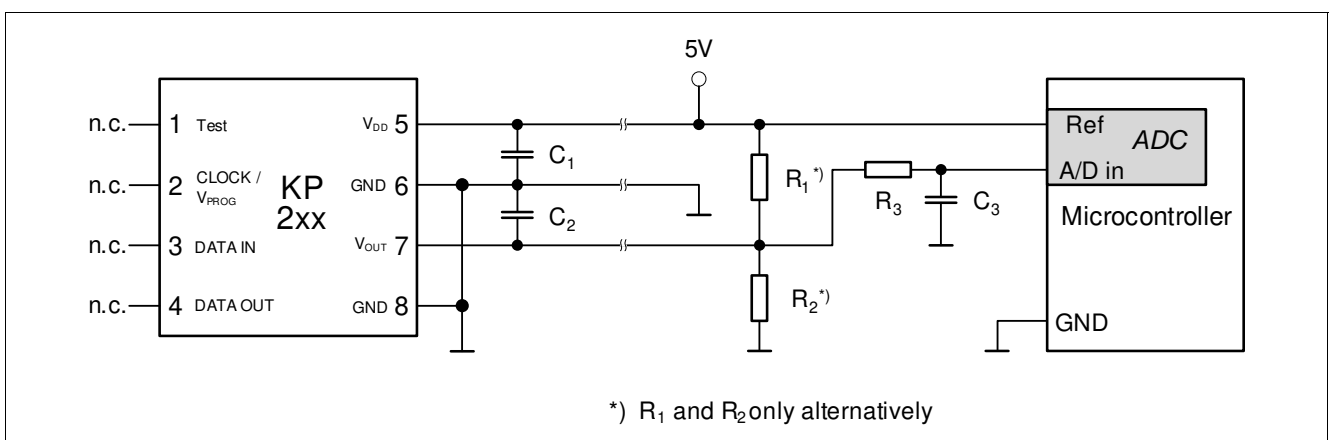 5V
n.c. 1 Test V_DD 5
n.c. 2 CLOCK / V_PROG GND 6
n.c. 3 DATA IN V_OUT 7
n.c. 4 DATA OUT GND 8
KP
2xx
C₁
C₂
R₁*)
R₂*)
R₃
C₃
Ref
ADC
A/D in
Microcontroller
GND
*) R₁ and R₂ only alternatively